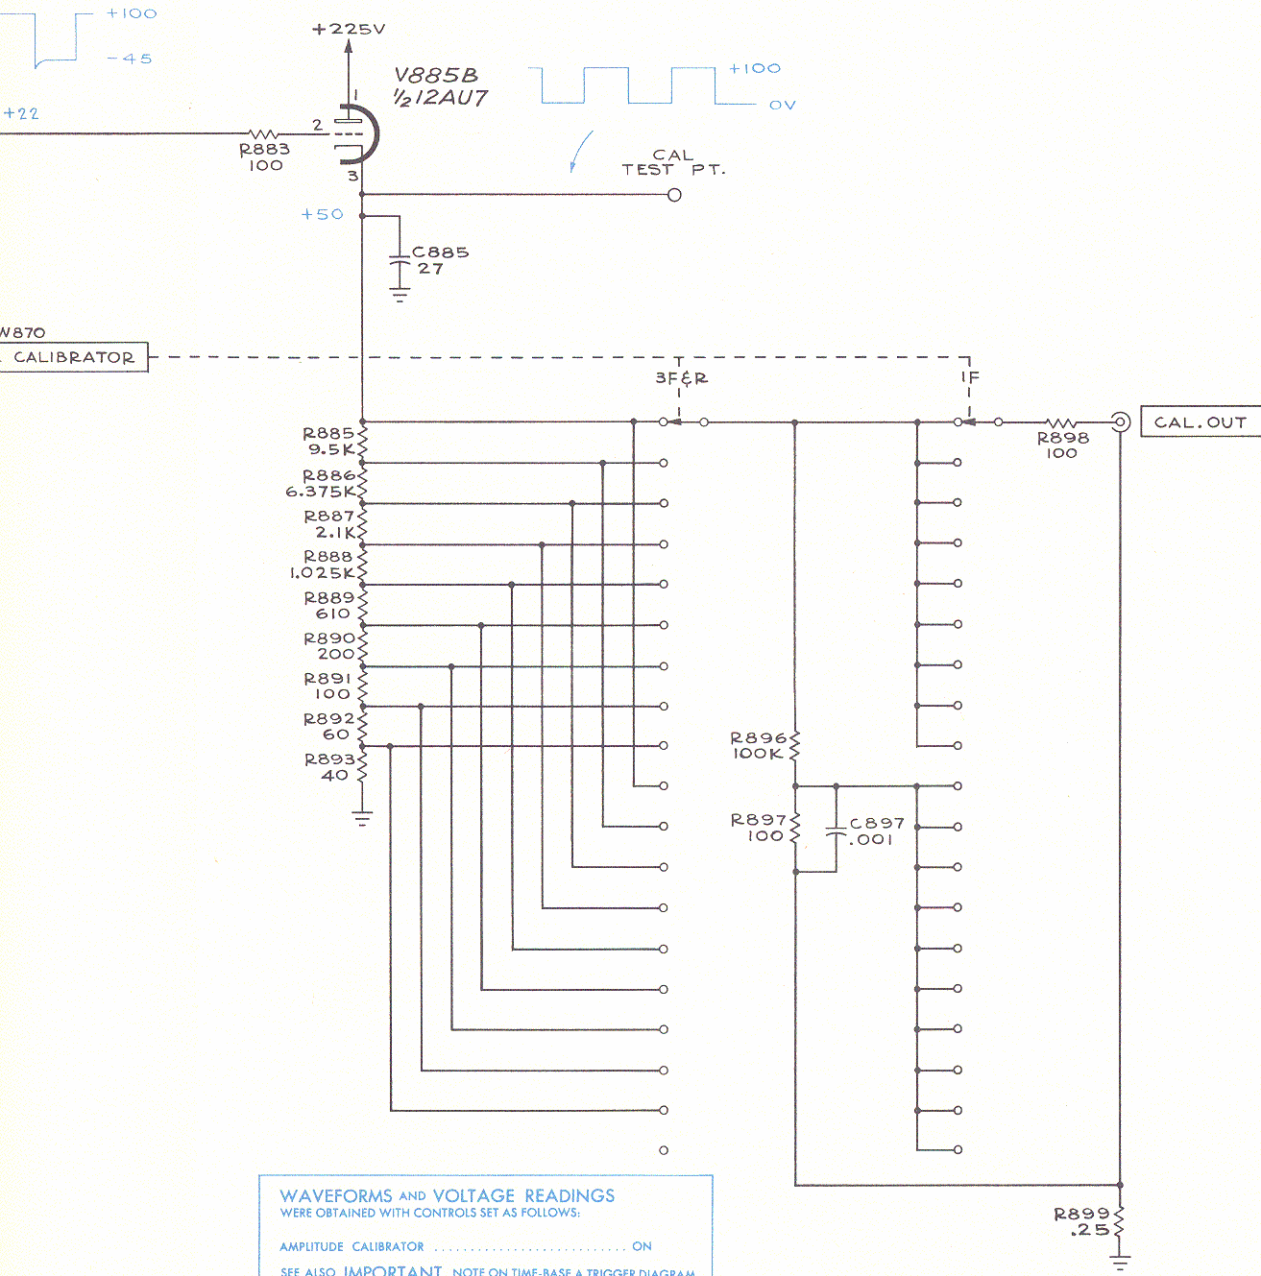 +100
-45
+225V
V885B
½12AU7
+100
0V
+22
1
2
3
R883
100
CAL
TEST PT.
+50
C885
27
W870
CALIBRATOR
3F&R
1F
R885
9.5K
R886
6.375K
R887
2.1K
R888
1.025K
R889
610
R890
200
R891
100
R892
60
R893
40
R898
100
CAL. OUT
R896
100K
R897
100
C897
.001
R899
.25
WAVEFORMS AND VOLTAGE READINGS
WERE OBTAINED WITH CONTROLS SET AS FOLLOWS:
AMPLITUDE CALIBRATOR .......................... ON
SEE ALSO IMPORTANT NOTE ON TIME-BASE A TRIGGER DIAGRAM